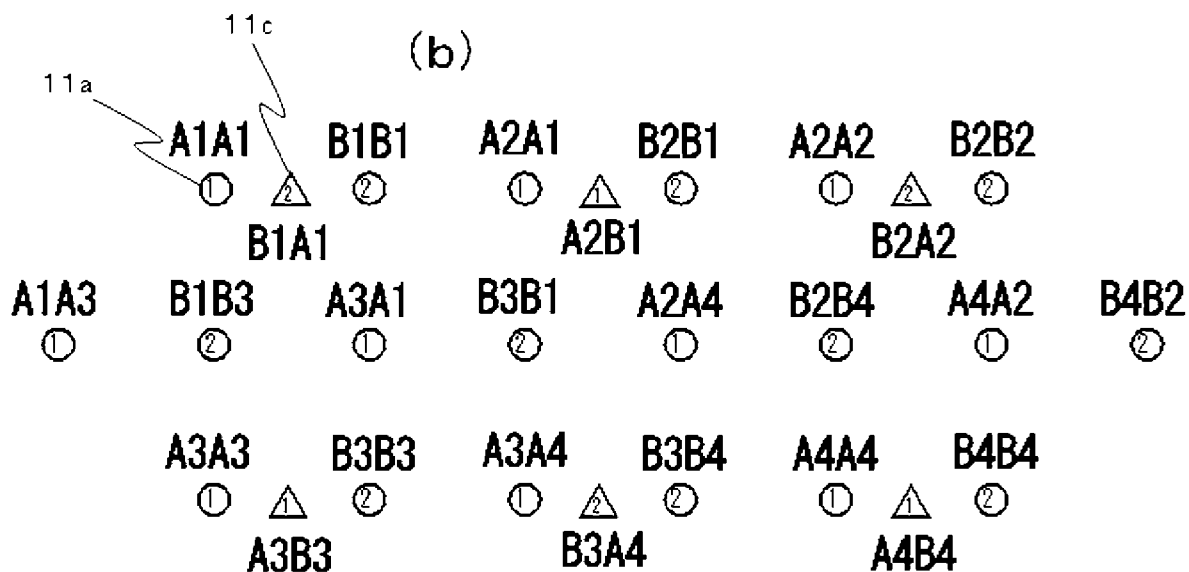 11c
(b)
11a
A1A1 B1B1 A2A1 B2B1 A2A2 B2B2
1 2 2 1 1 2 1 2 2
B1A1 A2B1 B2A2
A1A3 B1B3 A3A1 B3B1 A2A4 B2B4 A4A2 B4B2
1 2 1 2 1 2 1 2
A3A3 B3B3 A3A4 B3B4 A4A4 B4B4
1 1 2 1 2 2 1 1 2
A3B3 B3A4 A4B4